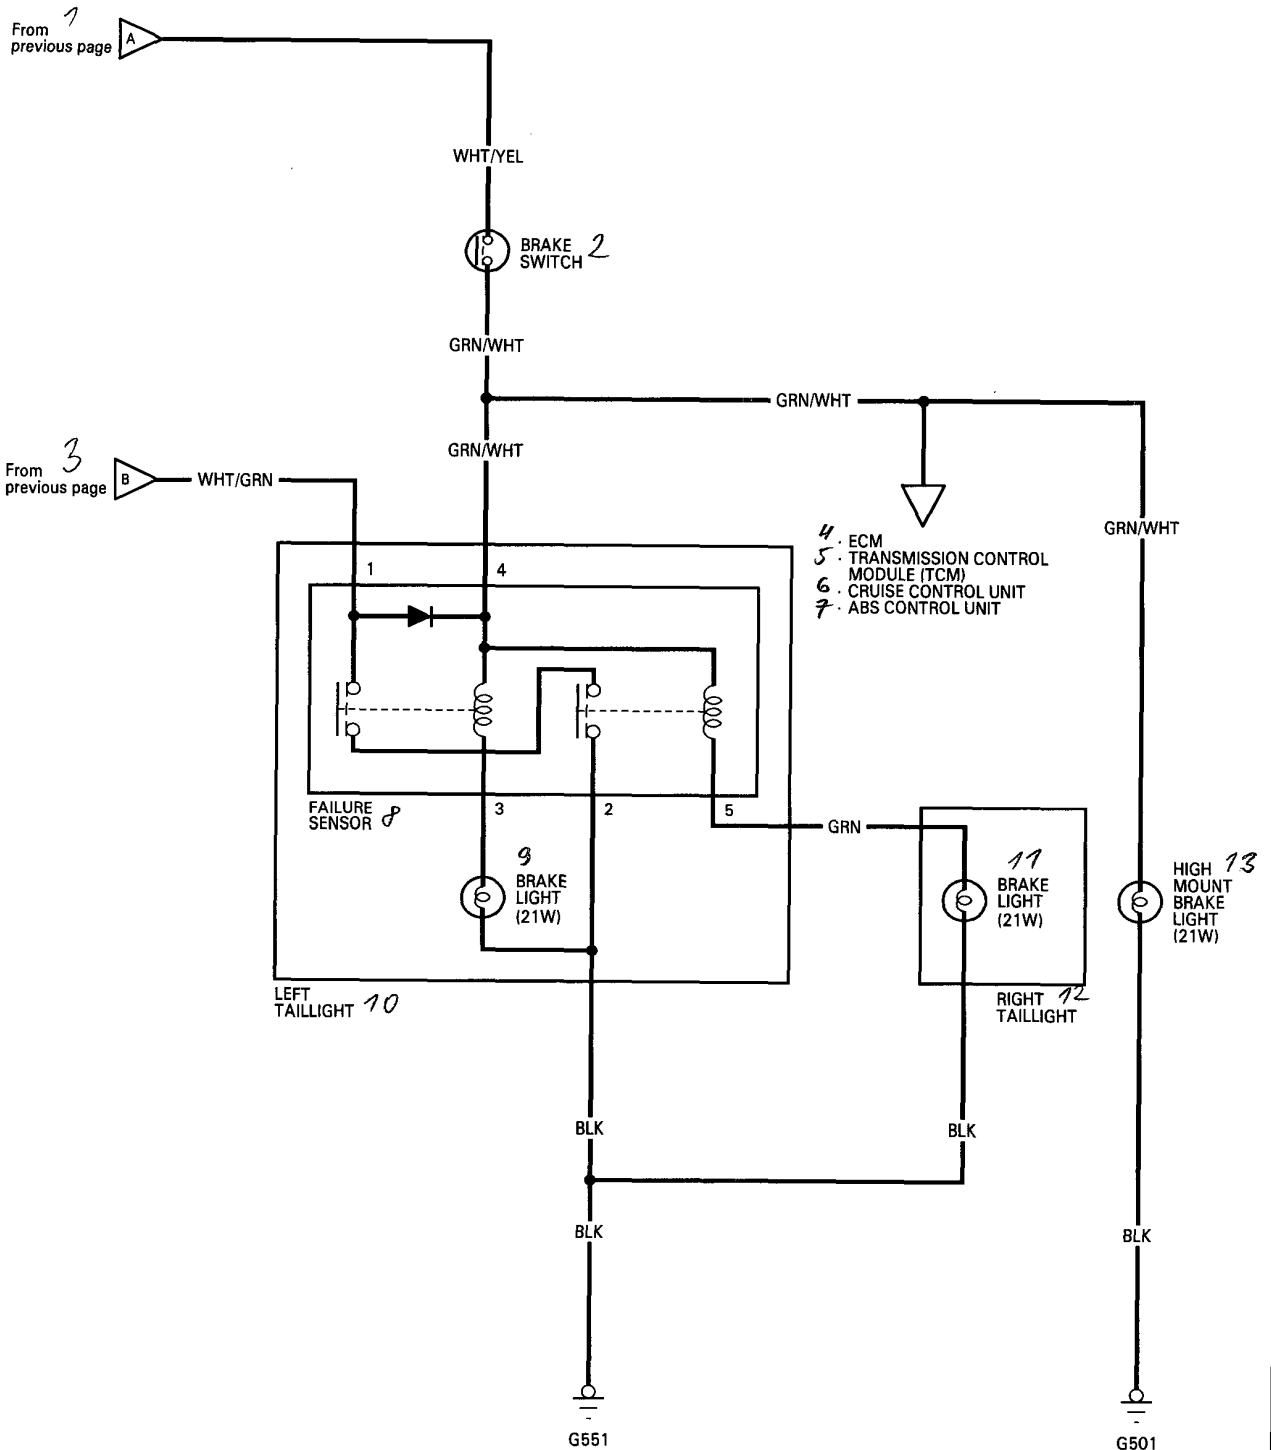 From 1
previous page
A
WHT/YEL
BRAKE 2
SWITCH
GRN/WHT
GRN/WHT
GRN/WHT
From 3
previous page
B
WHT/GRN
GRN/WHT
4 · ECM
5 · TRANSMISSION CONTROL
MODULE (TCM)
6 · CRUISE CONTROL UNIT
7 · ABS CONTROL UNIT
1
4
FAILURE
SENSOR 8
3
2
5
GRN
9
BRAKE
LIGHT
(21W)
11
BRAKE
LIGHT
(21W)
HIGH 13
MOUNT
BRAKE
LIGHT
(21W)
LEFT
TAILLIGHT 10
RIGHT 12
TAILLIGHT
BLK
BLK
BLK
BLK
G551
G501